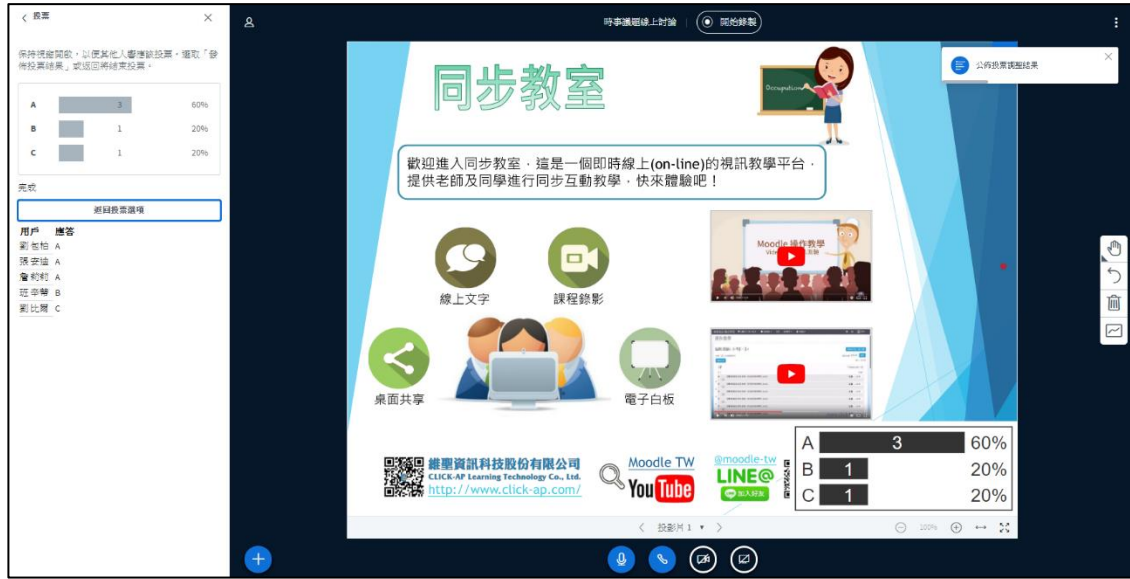 投票
保持視窗開啟，以便其他人響應該投票。選取「發
佈投票結果」或返回將結束投票。
A 3 60%
B 1 20%
C 1 20%
完成
返回投票選項
用戶 應答
劉包柏 A
張安迪 A
詹莉莉 A
班辛蒂 B
劉比爾 C
時事議題線上討論
開始錄製
公佈投票調查結果
同步教室
Occupation
歡迎進入同步教室，這是一個即時線上(on-line)的視訊教學平台，
提供老師及同學進行同步互動教學，快來體驗吧！
線上文字
課程錄影
Moodle 操作教學
桌面共享
電子白板
維聖資訊科技股份有限公司
CLICK-AP Learning Technology Co., Ltd.
http://www.click-ap.com/
Moodle TW
YouTube
@moodle-tw
LINE@
加入好友
A 3 60%
B 1 20%
C 1 20%
投影片 1
100%